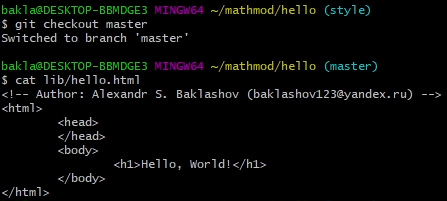 bakla@DESKTOP-BBMDGE3 MINGW64 ~/mathmod/hello (style)
$ git checkout master
Switched to branch 'master'
bakla@DESKTOP-BBMDGE3 MINGW64 ~/mathmod/hello (master)
$ cat lib/hello.html
<!-- Author: Alexandr S. Baklashov (baklashov123@yandex.ru) -->
<html>
        <head>
        </head>
        <body>
                <h1>Hello, World!</h1>
        </body>
</html>